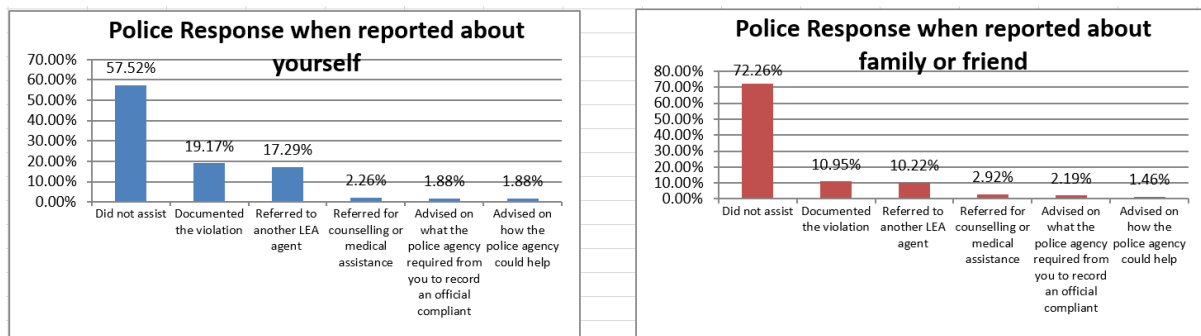 Police Response when reported about
yourself
70.00%
60.00%
50.00%
40.00%
30.00%
20.00%
10.00%
0.00%
57.52%
19.17%
17.29%
2.26%
1.88%
1.88%
Did not assist
Documented
the violation
Referred to
another LEA
agent
Referred for
counselling or
medical
assistance
Advised on
what the
police agency
required from
you to record
an official
compliant
Advised on
how the
police agency
could help
Police Response when reported about
family or friend
80.00%
70.00%
60.00%
50.00%
40.00%
30.00%
20.00%
10.00%
0.00%
72.26%
10.95%
10.22%
2.92%
2.19%
1.46%
Did not assist
Documented
the violation
Referred to
another LEA
agent
Referred for
counselling or
medical
assistance
Advised on
what the
police agency
required from
you to record
an official
compliant
Advised on
how the
police agency
could help